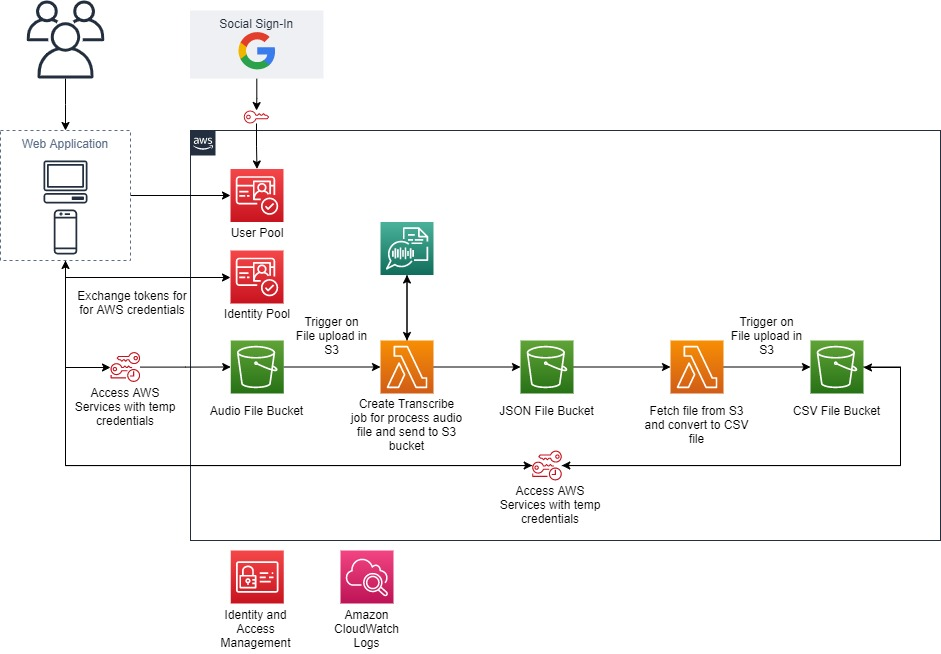 Social Sign-In
Web Application
aws
User Pool
Exchange tokens for
for AWS credentials
Identity Pool
Trigger on
File upload in
S3
Trigger on
File upload in
S3
Access AWS
Services with temp
credentials
Audio File Bucket
Create Transcribe
job for process audio
file and send to S3
bucket
JSON File Bucket
Fetch file from S3
and convert to CSV
file
CSV File Bucket
Access AWS
Services with temp
credentials
Identity and
Access
Management
Amazon
CloudWatch
Logs